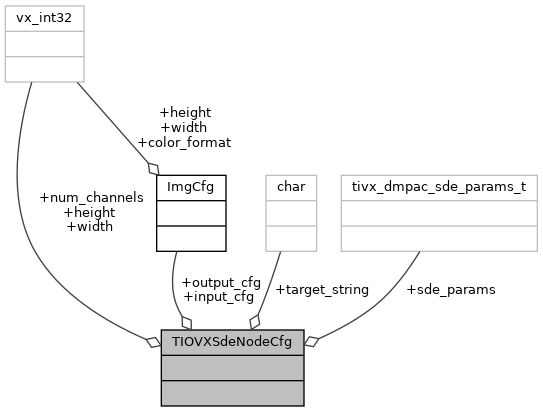 vx_int32
+height
+width
+color_format
ImgCfg
char
tivx_dmpac_sde_params_t
+num_channels
+height
+width
+output_cfg
+input_cfg
+target_string
+sde_params
TIOVXSdeNodeCfg